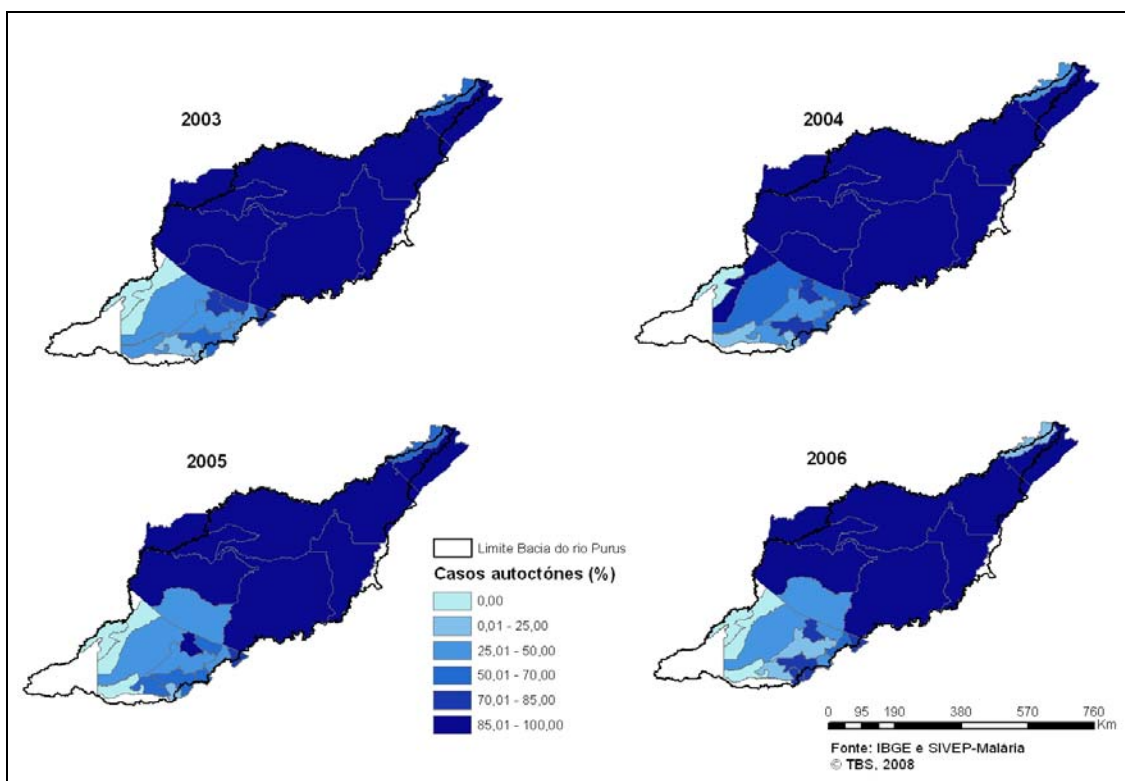 2003
2004
2005
2006
Limite Bacia do rio Purus
Casos autoctónes (%)
0,00
0,01 - 25,00
25,01 - 50,00
50,01 - 70,00
70,01 - 85,00
85,01 - 100,00
0 95 190 380 570 760
Km
Fonte: IBGE e SIVEP-Malária
© TBS, 2008